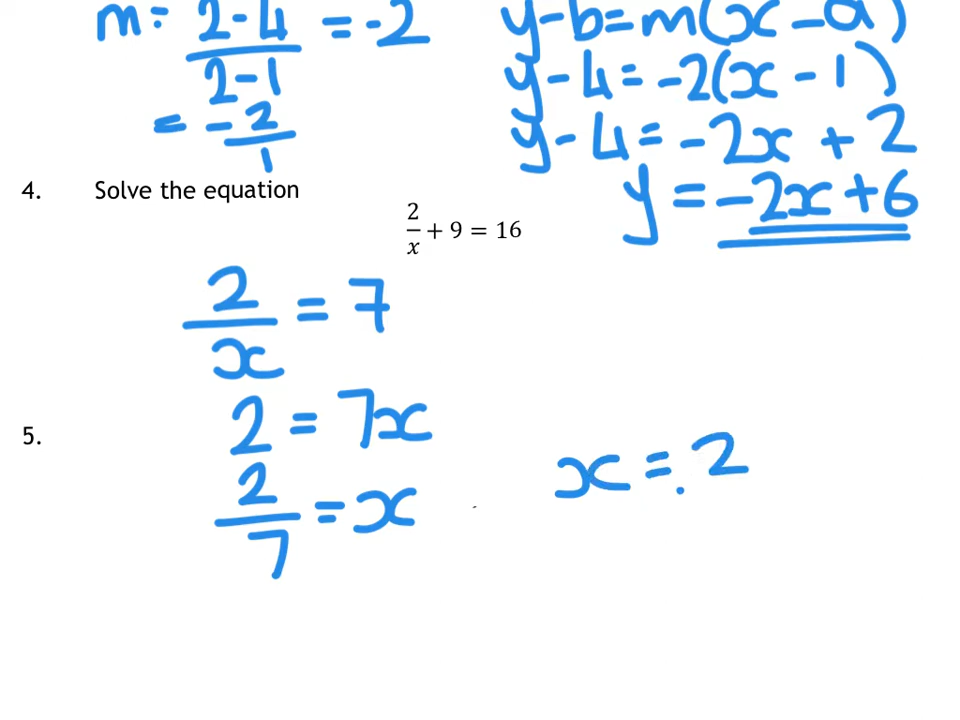 m = 2-4 / 2-1 = -2
= -2/1
y-b=m(x-a)
y-4=-2(x-1)
y-4=-2x+2
y=-2x+6
4. Solve the equation
2/x + 9 = 16
2/x = 7
2 = 7x
2/7 = x
5.
x = 2